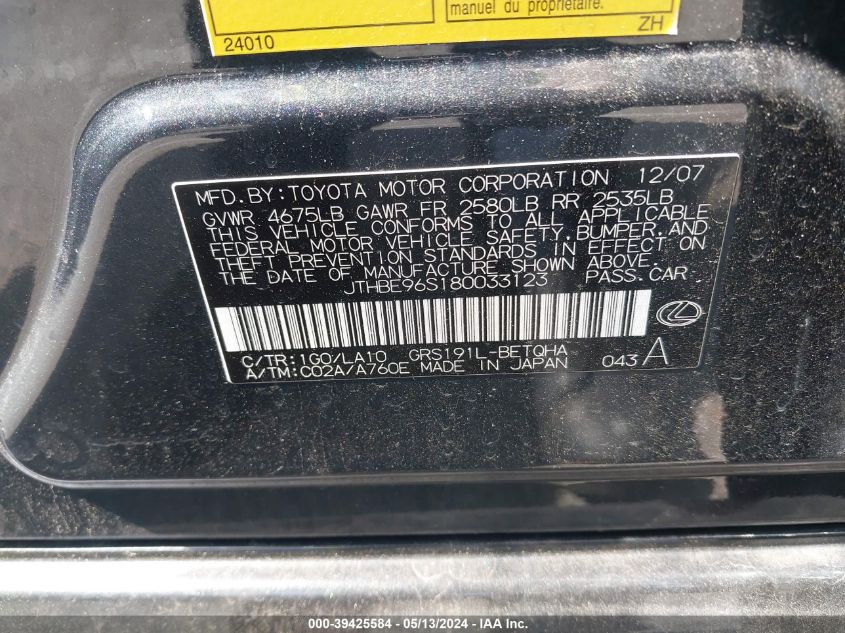 manuel du propriétaire.
24010 ZH
MFD. BY: TOYOTA MOTOR CORPORATION 12/07
GVWR 4675LB GAWR FR 2580LB RR 2535LB
THIS VEHICLE CONFORMS TO ALL APPLICABLE
FEDERAL MOTOR VEHICLE SAFETY, BUMPER, AND
THEFT PREVENTION STANDARDS IN EFFECT ON
THE DATE OF MANUFACTURE SHOWN ABOVE.
JTHBE96S180033123 PASS. CAR
C/TR: 1G0/LA10 GRS191L-BETQHA
A/TM: C02A/A760E MADE IN JAPAN 043 A
000-39425584 - 05/13/2024 - IAAI.COM